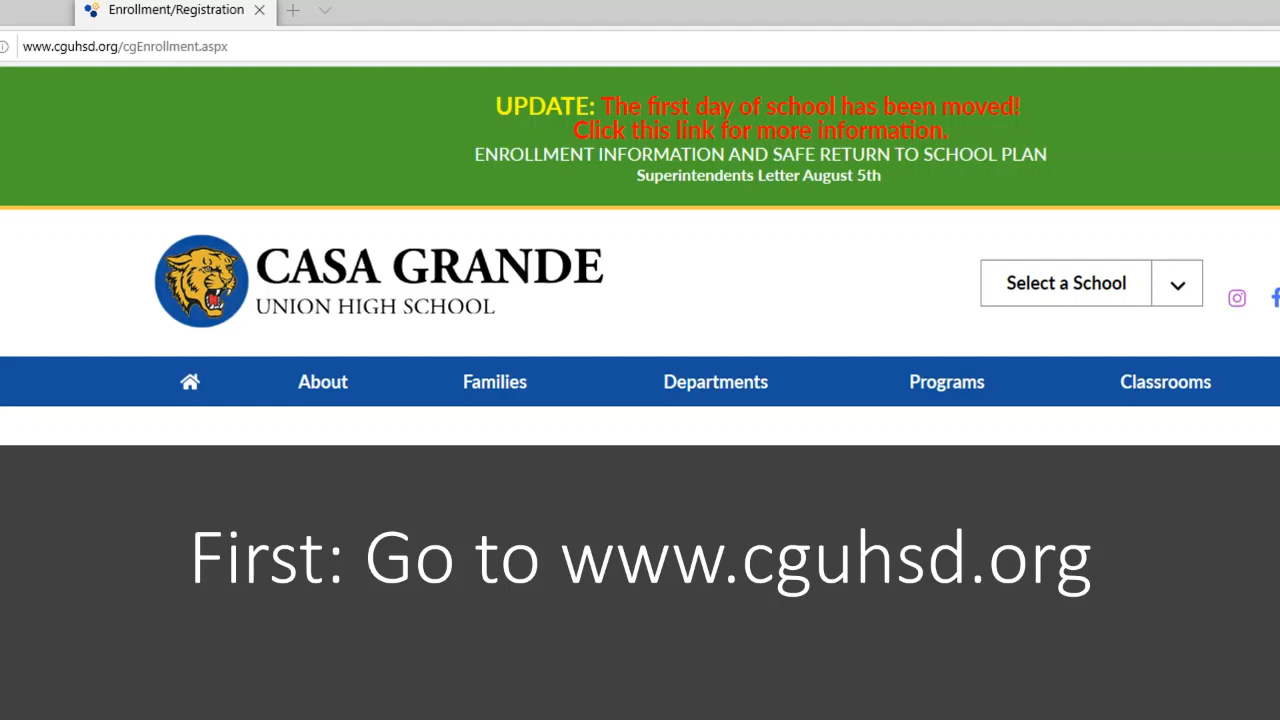 Enrollment/Registration
www.cguhsd.org/cgEnrollment.aspx
UPDATE: The first day of school has been moved!
Click this link for more information.
ENROLLMENT INFORMATION AND SAFE RETURN TO SCHOOL PLAN
Superintendents Letter August 5th
CASA GRANDE
UNION HIGH SCHOOL
Select a School
About Families Departments Programs Classrooms
First: Go to www.cguhsd.org